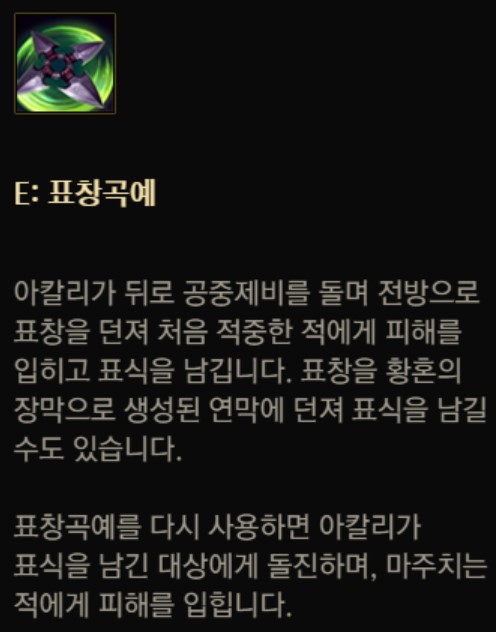 E: 표창곡예
아칼리가 뒤로 공중제비를 돌며 전방으로
표창을 던져 처음 적중한 적에게 피해를
입히고 표식을 남깁니다. 표창을 황혼의
장막으로 생성된 연막에 던져 표식을 남길
수도 있습니다.
표창곡예를 다시 사용하면 아칼리가
표식을 남긴 대상에게 돌진하며, 마주치는
적에게 피해를 입힙니다.